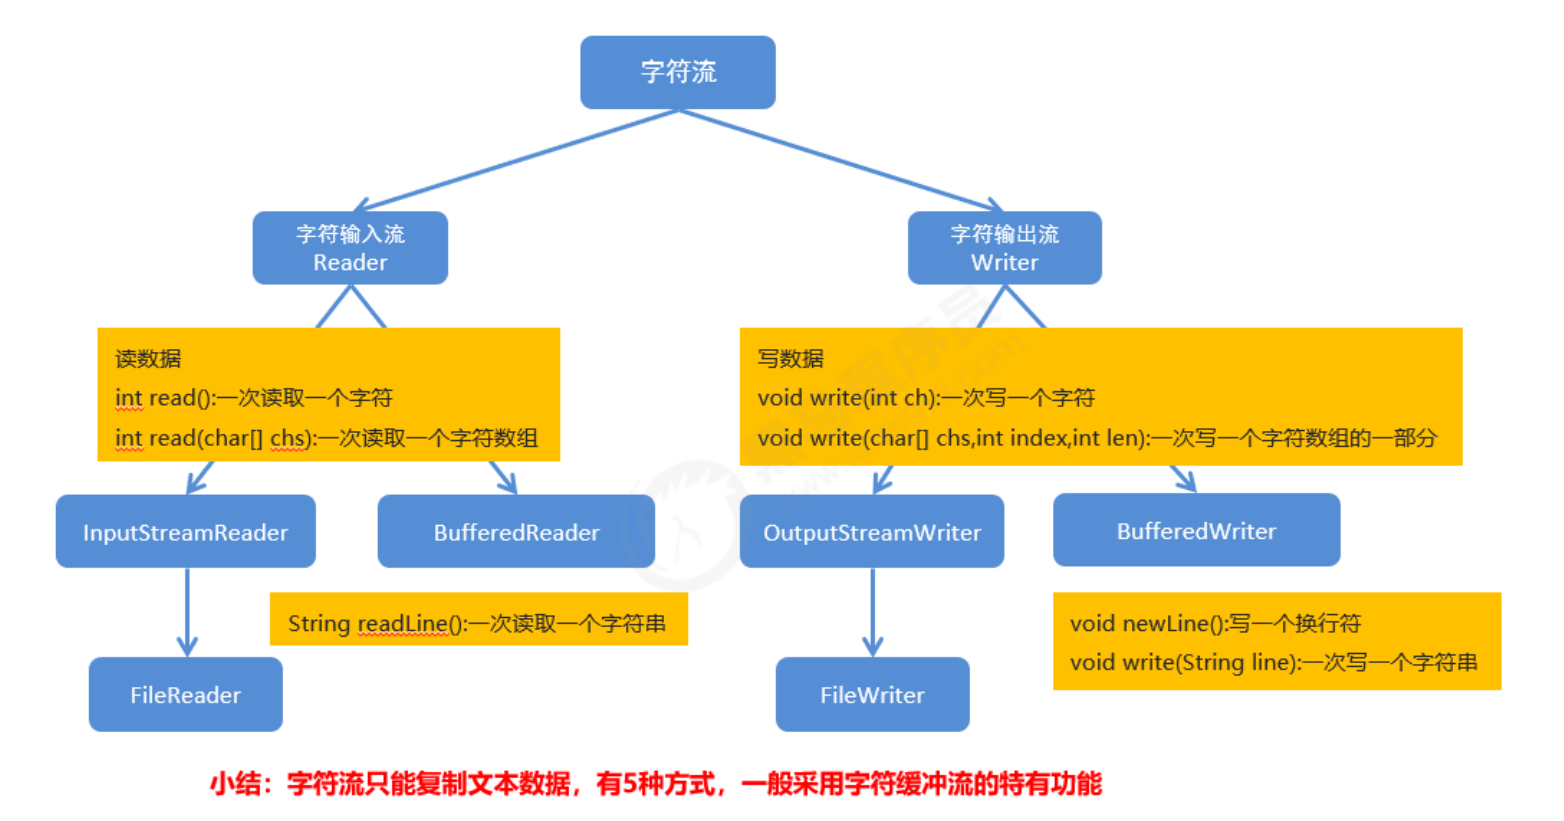 字符流
字符输入流
Reader
字符输出流
Writer
读数据
int read():一次读取一个字符
int read(char[] chs):一次读取一个字符数组
写数据
void write(int ch):一次写一个字符
void write(char[] chs,int index,int len):一次写一个字符数组的一部分
InputStreamReader
BufferedReader
OutputStreamWriter
BufferedWriter
String readLine():一次读取一个字符串
void newLine():写一个换行符
void write(String line):一次写一个字符串
FileReader
FileWriter
小结：字符流只能复制文本数据，有5种方式，一般采用字符缓冲流的特有功能